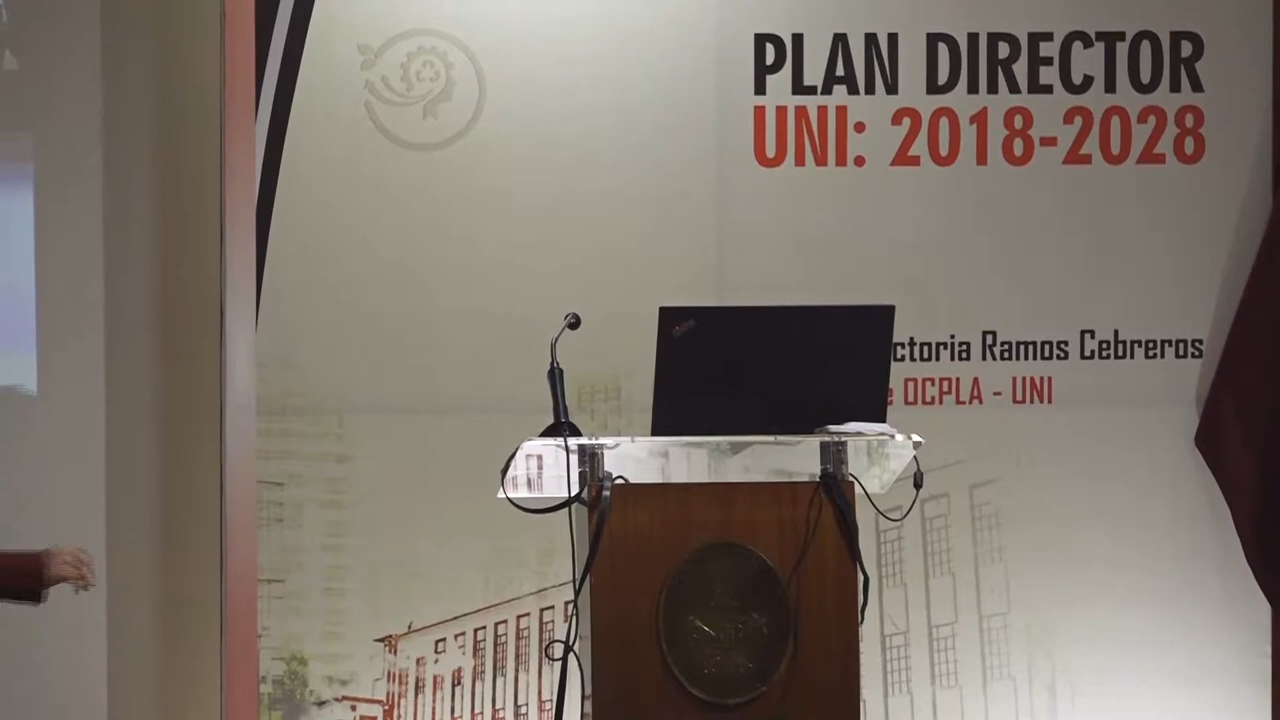 PLAN DIRECTOR
UNI: 2018-2028
ctoria Ramos Cebreros
e OCPLA - UNI